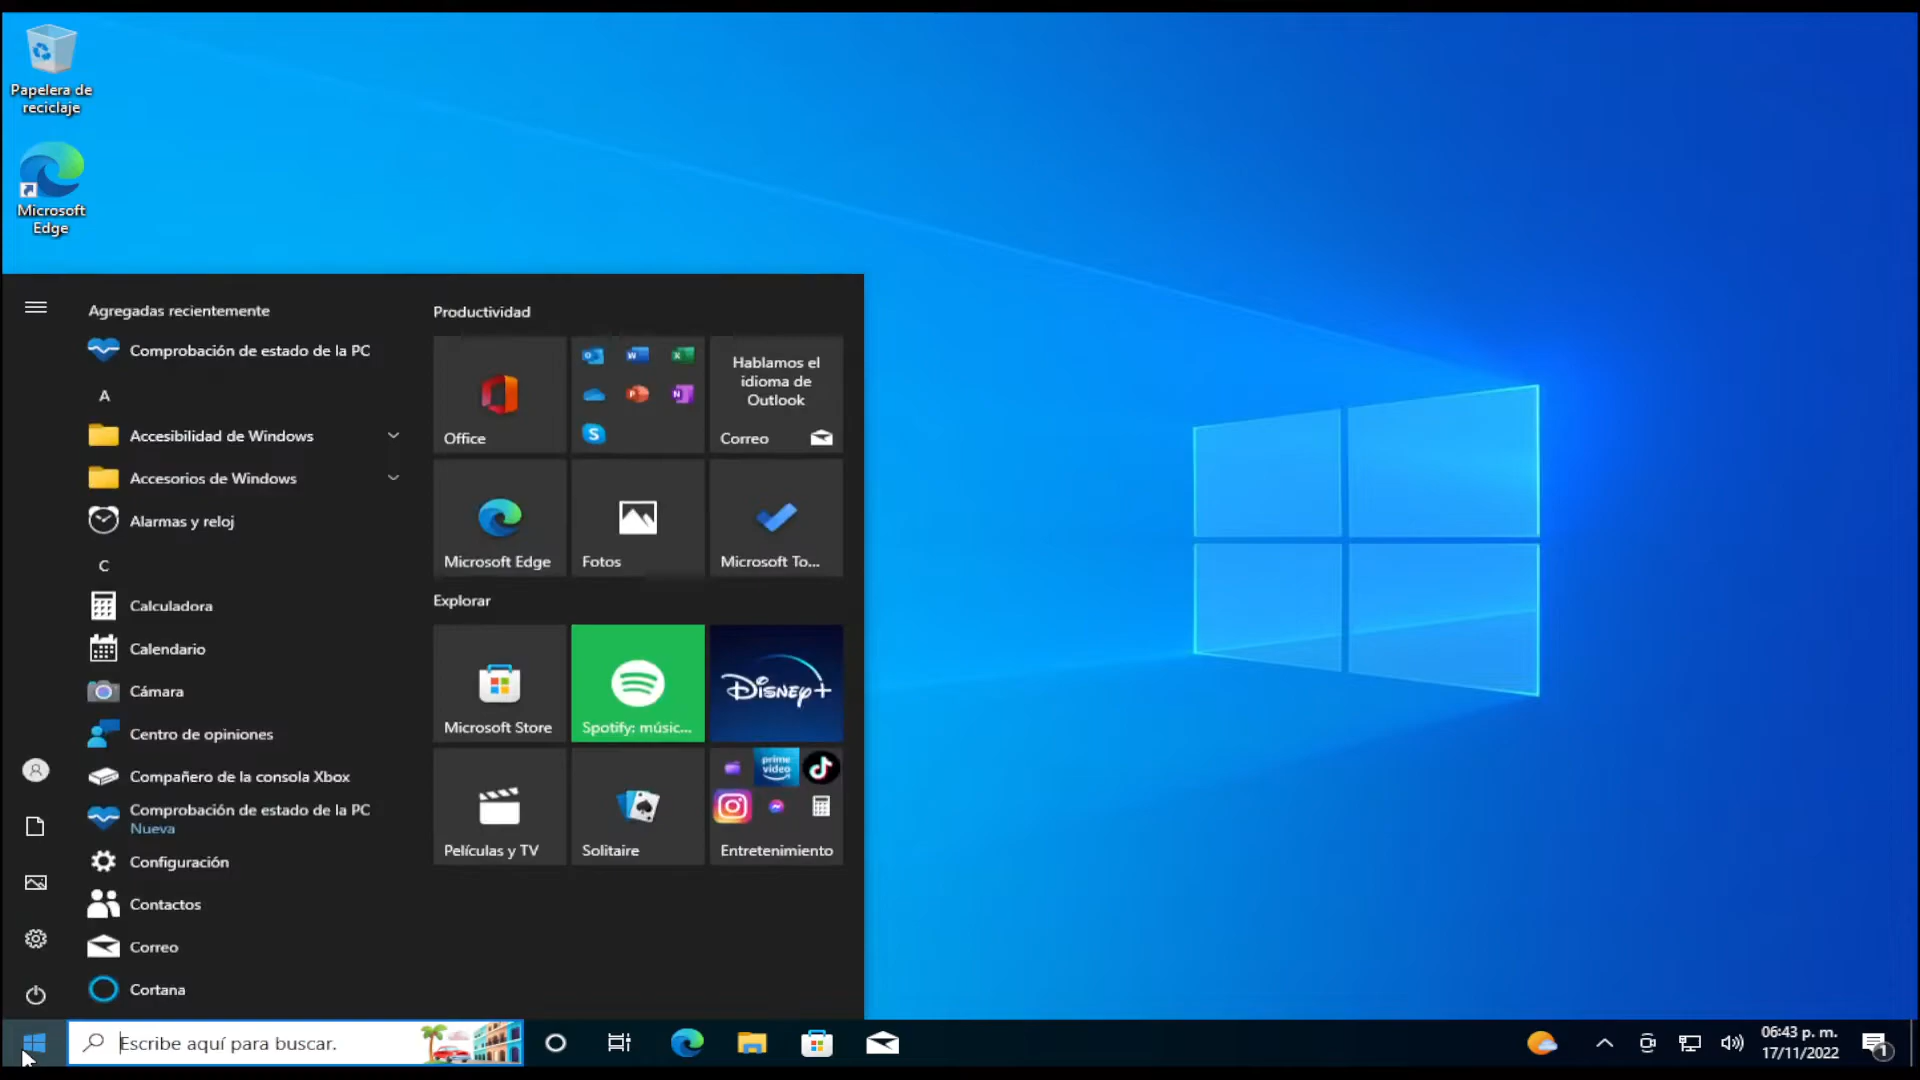 Papelera de
reciclaje
Microsoft
Edge
Agregadas recientemente
Comprobación de estado de la PC
A
Accesibilidad de Windows
Accesorios de Windows
Alarmas y reloj
C
Calculadora
Calendario
Cámara
Centro de opiniones
Compañero de la consola Xbox
Comprobación de estado de la PC
Nueva
Configuración
Contactos
Correo
Cortana
Productividad
Office
Hablamos el
idioma de
Outlook
Correo
Microsoft Edge
Fotos
Microsoft To...
Explorar
Microsoft Store
Spotify: músic...
Disney+
Películas y TV
Solitaire
prime
video
Entretenimiento
Escribe aquí para buscar.
06:43 p. m.
17/11/2022
1